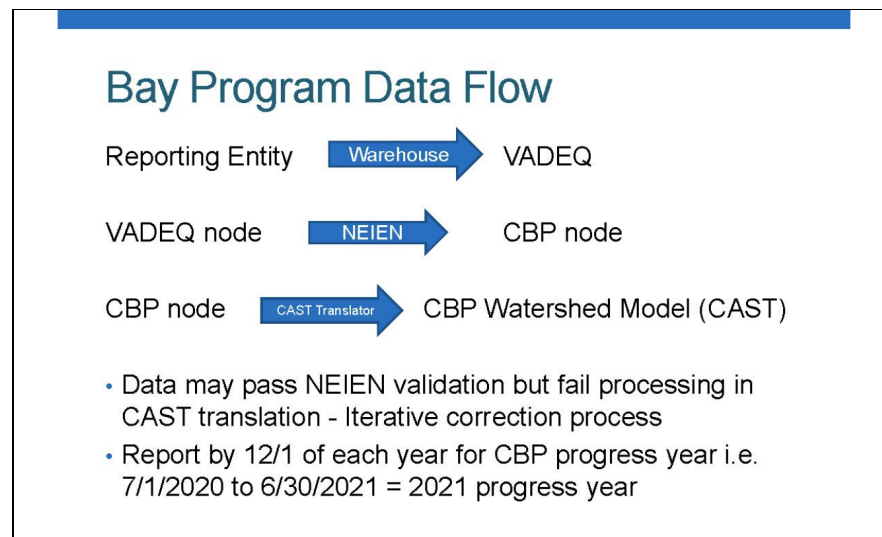 Bay Program Data Flow
Reporting Entity Warehouse VADEQ
VADEQ node NEIEN CBP node
CBP node CAST Translator CBP Watershed Model (CAST)
• Data may pass NEIEN validation but fail processing in
CAST translation - Iterative correction process
• Report by 12/1 of each year for CBP progress year i.e.
7/1/2020 to 6/30/2021 = 2021 progress year